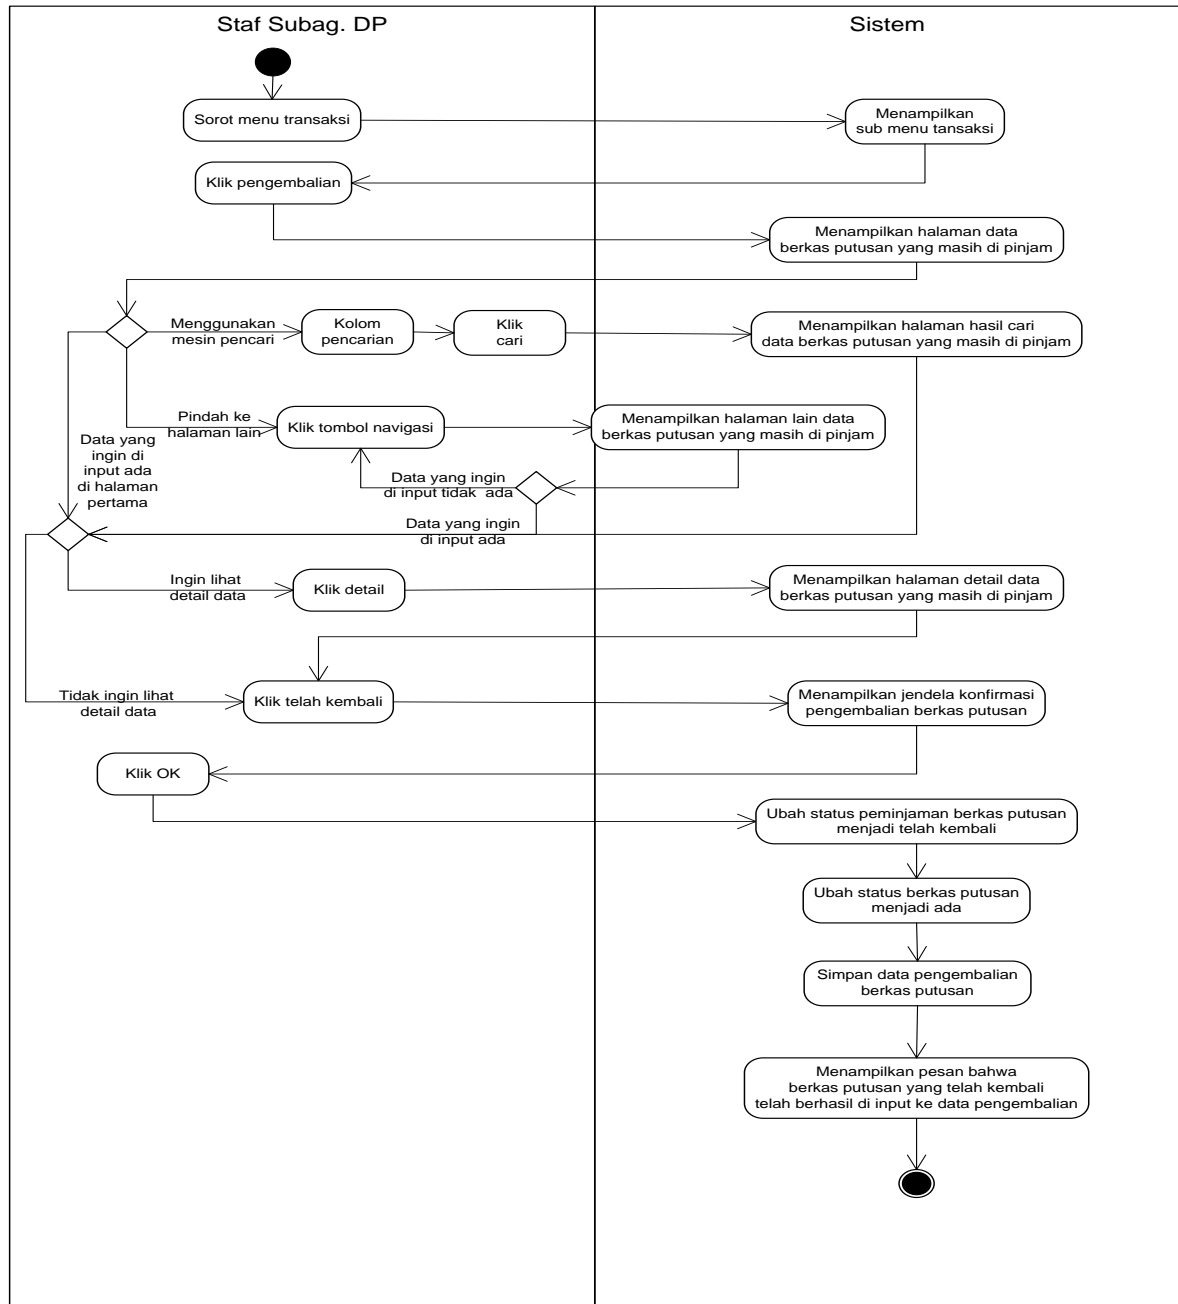 Staf Subag. DP
Sistem
Sorot menu transaksi
Menampilkan
sub menu tansaksi
Klik pengembalian
Menampilkan halaman data
berkas putusan yang masih di pinjam
Menggunakan
mesin pencari
Kolom
pencarian
Klik
cari
Menampilkan halaman hasil cari
data berkas putusan yang masih di pinjam
Pindah ke
halaman lain
Klik tombol navigasi
Menampilkan halaman lain data
berkas putusan yang masih di pinjam
Data yang
ingin di
input ada
di halaman
pertama
Data yang ingin
di input tidak  ada
Data yang ingin
di input ada
Ingin lihat
detail data
Klik detail
Menampilkan halaman detail data
berkas putusan yang masih di pinjam
Tidak ingin lihat
detail data
Klik telah kembali
Menampilkan jendela konfirmasi
pengembalian berkas putusan
Klik OK
Ubah status peminjaman berkas putusan
menjadi telah kembali
Ubah status berkas putusan
menjadi ada
Simpan data pengembalian
berkas putusan
Menampilkan pesan bahwa
berkas putusan yang telah kembali
telah berhasil di input ke data pengembalian